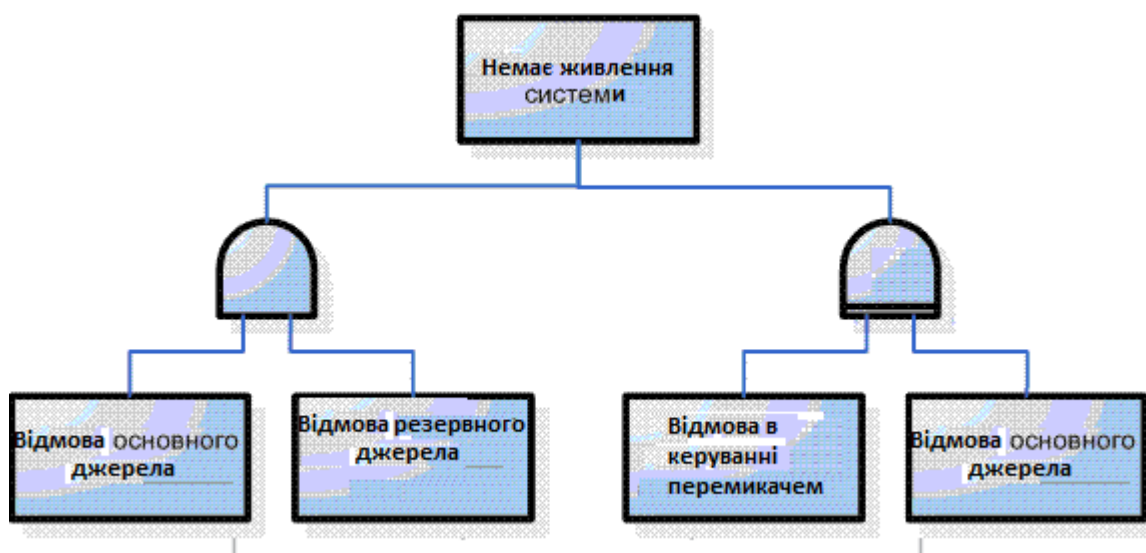 Немає живлення
системи
Відмова основного
джерела
Відмова резервного
джерела
Відмова в
керуванні
перемикачем
Відмова основного
джерела